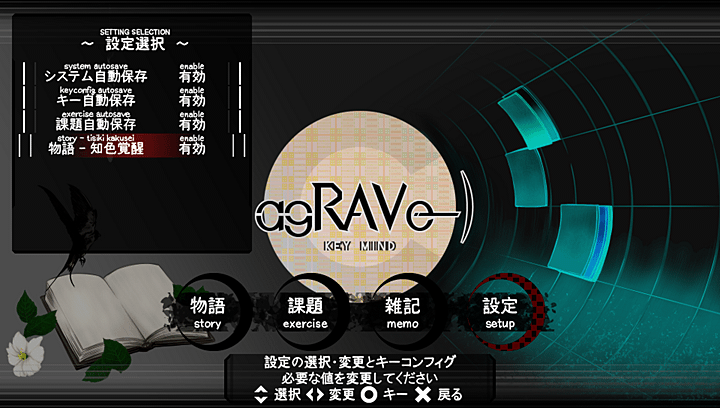 SETTING SELECTION
～ 設定選択 ～
system autosave enable
システム自動保存 有効
keyconfig autosave enable
キー自動保存 有効
exercise autosave enable
課題自動保存 有効
story - tisiki kakusei enable
物語 - 知色覚醒 有効
agRAVe
KEY MIND
物語 課題 雑記 設定
story exercise memo setup
設定の選択・変更とキーコンフィグ
必要な値を変更してください
選択 変更 キー 戻る